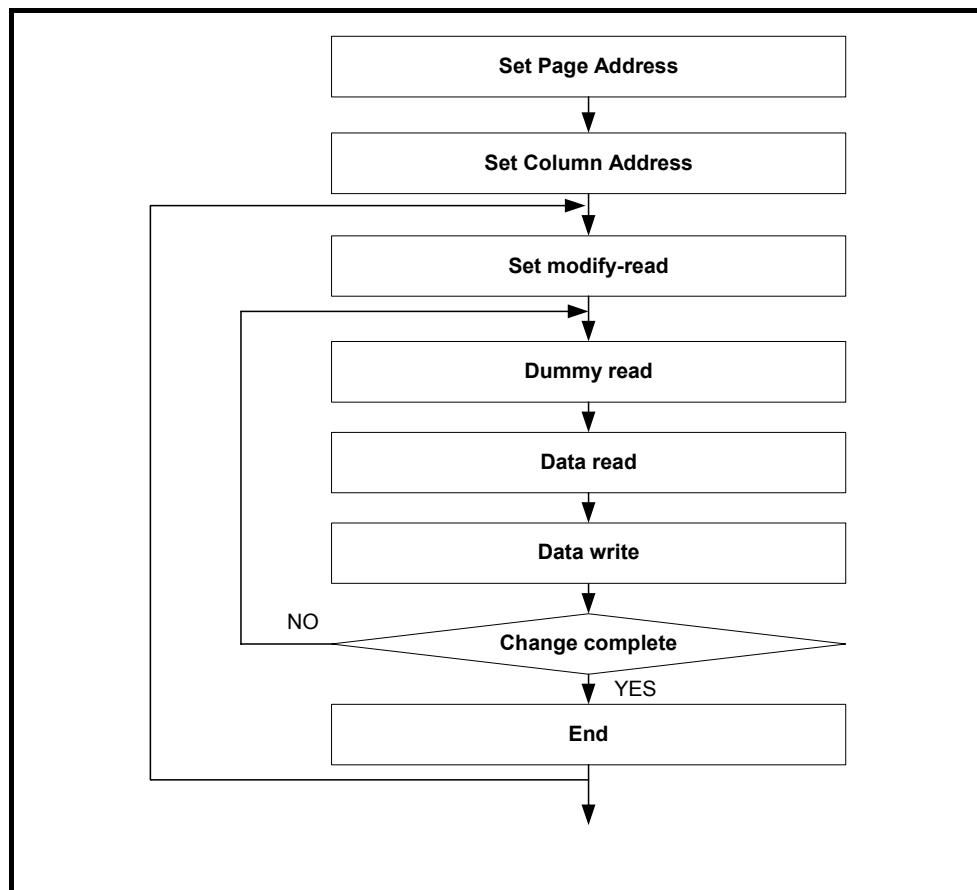 Set Page Address
Set Column Address
Set modify-read
Dummy read
Data read
Data write
NO
Change complete
YES
End